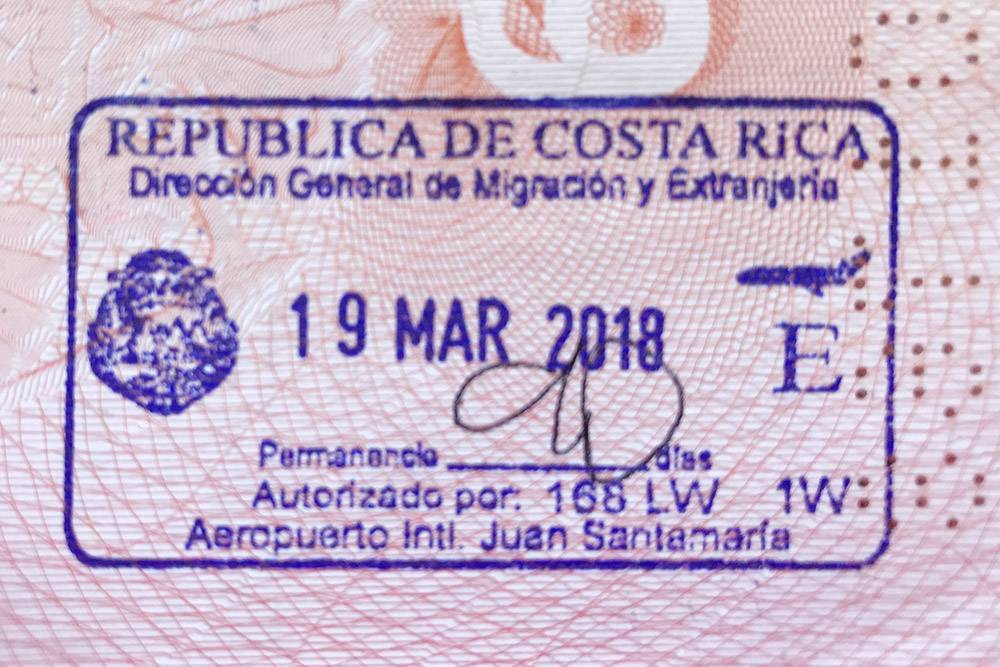 REPUBLICA DE COSTA RiCA
Dirección General de Migración y Extranjería
19 MAR 2018
E
Permanencia ________ días
Autorizado por: 168 LW 1W
Aeropuerto Intl. Juan Santamaría